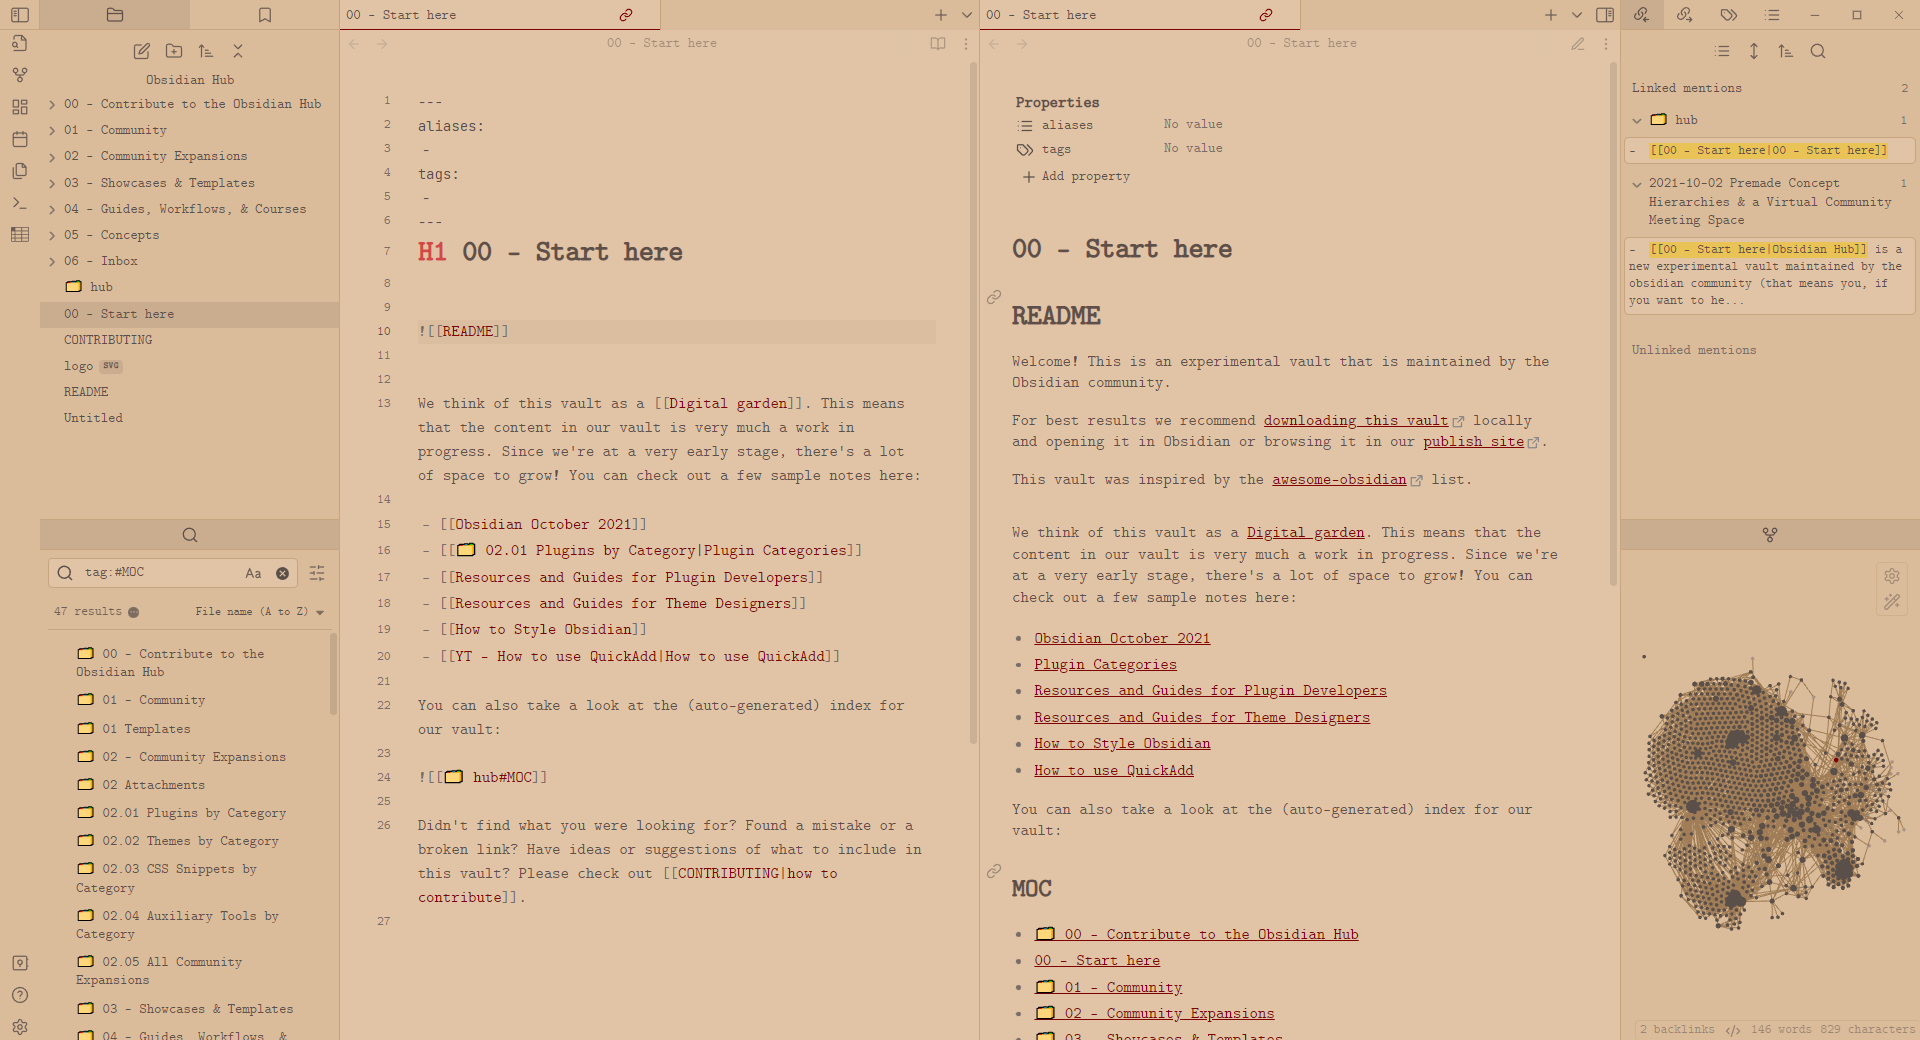 Obsidian Hub
00 - Contribute to the Obsidian Hub
01 - Community
02 - Community Expansions
03 - Showcases & Templates
04 - Guides, Workflows, & Courses
05 - Concepts
06 - Inbox
hub
00 - Start here
CONTRIBUTING
logo SVG
README
Untitled
tag:#MOC Aa
47 results File name (A to Z)
00 - Contribute to the
Obsidian Hub
01 - Community
01 Templates
02 - Community Expansions
02 Attachments
02.01 Plugins by Category
02.02 Themes by Category
02.03 CSS Snippets by
Category
02.04 Auxiliary Tools by
Category
02.05 All Community
Expansions
03 - Showcases & Templates
04 - Guides, Workflows, &
00 - Start here
00 - Start here
1 ---
2 aliases:
3 -
4 tags:
5 -
6 ---
7 H1 00 - Start here
8
9
10 ![[README]]
11
12
13 We think of this vault as a [[Digital garden]]. This means
that the content in our vault is very much a work in
progress. Since we're at a very early stage, there's a lot
of space to grow! You can check out a few sample notes here:
14
15 - [[Obsidian October 2021]]
16 - [[🗂️ 02.01 Plugins by Category|Plugin Categories]]
17 - [[Resources and Guides for Plugin Developers]]
18 - [[Resources and Guides for Theme Designers]]
19 - [[How to Style Obsidian]]
20 - [[YT - How to use QuickAdd|How to use QuickAdd]]
21
22 You can also take a look at the (auto-generated) index for
our vault:
23
24 ![[🗂️ hub#MOC]]
25
26 Didn't find what you were looking for? Found a mistake or a
broken link? Have ideas or suggestions of what to include in
this vault? Please check out [[CONTRIBUTING|how to
contribute]].
27
00 - Start here
00 - Start here
Properties
aliases No value
tags No value
Add property
00 - Start here
README
Welcome! This is an experimental vault that is maintained by the
Obsidian community.
For best results we recommend downloading this vault locally
and opening it in Obsidian or browsing it in our publish site.
This vault was inspired by the awesome-obsidian list.
We think of this vault as a Digital garden. This means that the
content in our vault is very much a work in progress. Since we're
at a very early stage, there's a lot of space to grow! You can
check out a few sample notes here:
Obsidian October 2021
Plugin Categories
Resources and Guides for Plugin Developers
Resources and Guides for Theme Designers
How to Style Obsidian
How to use QuickAdd
You can also take a look at the (auto-generated) index for our
vault:
MOC
00 - Contribute to the Obsidian Hub
00 - Start here
01 - Community
02 - Community Expansions
03 - Showcases & Templates
Linked mentions 2
hub 1
- [[00 - Start here|00 - Start here]]
2021-10-02 Premade Concept 1
Hierarchies & a Virtual Community
Meeting Space
- [[00 - Start here|Obsidian Hub]] is a
new experimental vault maintained by the
obsidian community (that means you, if
you want to he...
Unlinked mentions
2 backlinks 146 words 829 characters